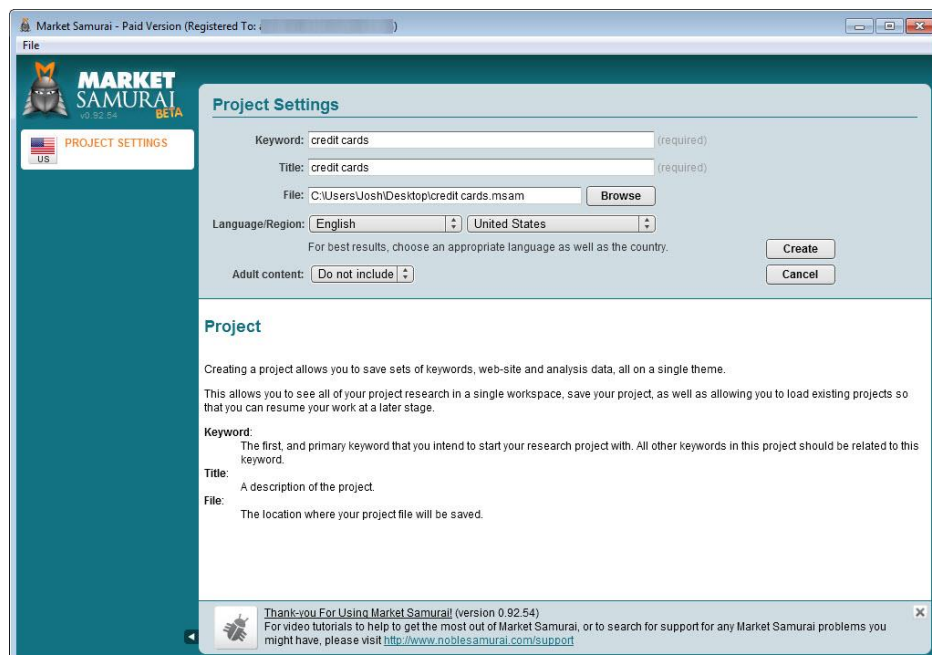 Market Samurai - Paid Version (Registered To: )
File
MARKET
SAMURAI
v0.92.54 BETA
US PROJECT SETTINGS
Project Settings
Keyword: credit cards (required)
Title: credit cards (required)
File: C:\Users\Josh\Desktop\credit cards.msam Browse
Language/Region: English United States
For best results, choose an appropriate language as well as the country.
Create
Adult content: Do not include
Cancel
Project
Creating a project allows you to save sets of keywords, web-site and analysis data, all on a single theme.
This allows you to see all of your project research in a single workspace, save your project, as well as allowing you to load existing projects so
that you can resume your work at a later stage.
Keyword:
The first, and primary keyword that you intend to start your research project with. All other keywords in this project should be related to this
keyword.
Title:
A description of the project.
File:
The location where your project file will be saved.
Thank-you For Using Market Samurai! (version 0.92.54)
For video tutorials to help to get the most out of Market Samurai, or to search for support for any Market Samurai problems you
might have, please visit http://www.noblesamurai.com/support